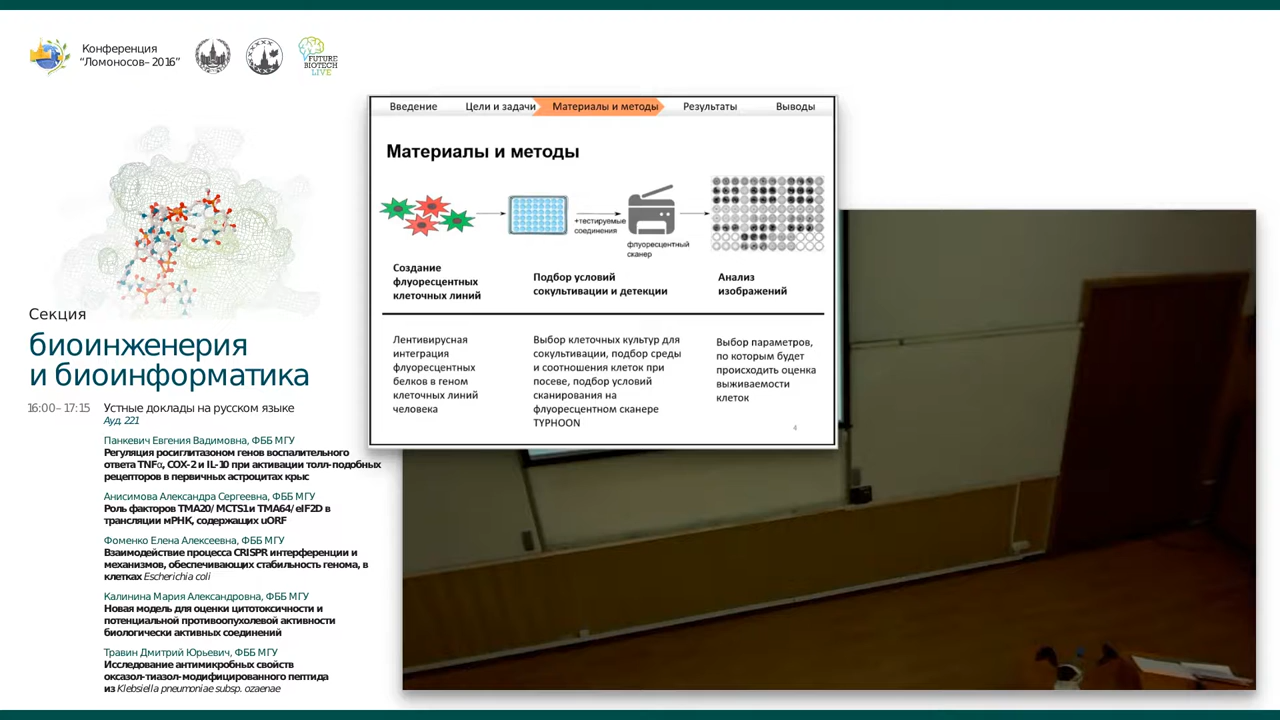 Конференция
“Ломоносов–2016”
FUTURE
BIOTECH
LIVE
Введение
Цели и задачи
Материалы и методы
Результаты
Выводы
Материалы и методы
+тестируемые
соединения
флуоресцентный
сканер
Создание
флуоресцентных
клеточных линий
Подбор условий
сокультивации и детекции
Анализ
изображений
Лентивирусная
интеграция
флуоресцентных
белков в геном
клеточных линий
человека
Выбор клеточных культур для
сокультивации, подбор среды
и соотношения клеток при
посеве, подбор условий
сканирования на
флуоресцентном сканере
TYPHOON
Выбор параметров,
по которым будет
происходить оценка
выживаемости
клеток
4
Секция
биоинженерия
и биоинформатика
16:00–17:15 Устные доклады на русском языке
Ауд. 221
Панкевич Евгения Вадимовна, ФББ МГУ
Регуляция росиглитазоном генов воспалительного
ответа TNFα, COX-2 и IL-10 при активации толл-подобных
рецепторов в первичных астроцитах крыс
Анисимова Александра Сергеевна, ФББ МГУ
Роль факторов TMA20/MCTS1 и TMA64/eIF2D в
трансляции мРНК, содержащих uORF
Фоменко Елена Алексеевна, ФББ МГУ
Взаимодействие процесса CRISPR интерференции и
механизмов, обеспечивающих стабильность генома, в
клетках Escherichia coli
Калинина Мария Александровна, ФББ МГУ
Новая модель для оценки цитотоксичности и
потенциальной противоопухолевой активности
биологически активных соединений
Травин Дмитрий Юрьевич, ФББ МГУ
Исследование антимикробных свойств
оксазол-тиазол-модифицированного пептида
из Klebsiella pneumoniae subsp. ozaenae